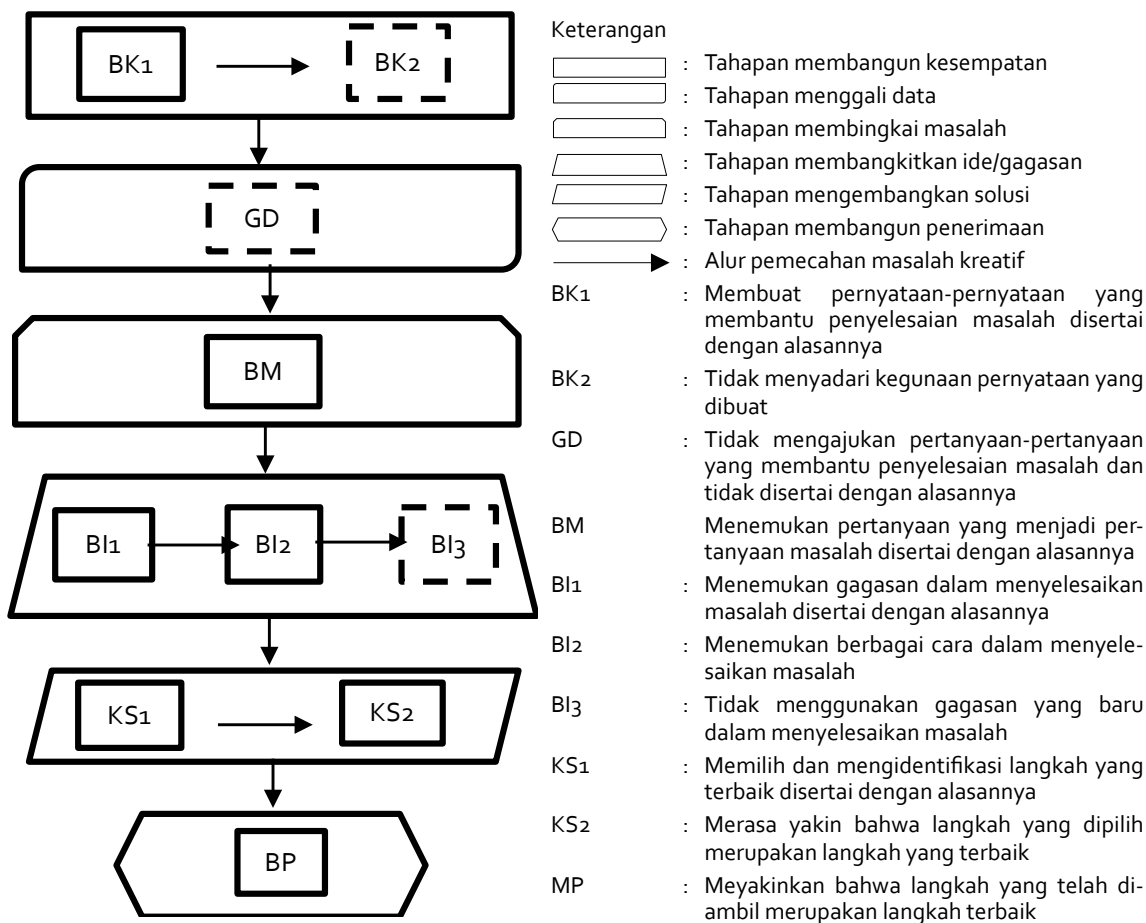 BK1
BK2
GD
BM
BI1
BI2
BI3
KS1
KS2
BP
Keterangan
: Tahapan membangun kesempatan
: Tahapan menggali data
: Tahapan membingkai masalah
: Tahapan membangkitkan ide/gagasan
: Tahapan mengembangkan solusi
: Tahapan membangun penerimaan
: Alur pemecahan masalah kreatif
BK1 : Membuat pernyataan-pernyataan yang
membantu penyelesaian masalah disertai
dengan alasannya
BK2 : Tidak menyadari kegunaan pernyataan yang
dibuat
GD : Tidak mengajukan pertanyaan-pertanyaan
yang membantu penyelesaian masalah dan
tidak disertai dengan alasannya
BM Menemukan pertanyaan yang menjadi per-
tanyaan masalah disertai dengan alasannya
BI1 : Menemukan gagasan dalam menyelesaikan
masalah disertai dengan alasannya
BI2 : Menemukan berbagai cara dalam menyele-
saikan masalah
BI3 : Tidak menggunakan gagasan yang baru
dalam menyelesaikan masalah
KS1 : Memilih dan mengidentifikasi langkah yang
terbaik disertai dengan alasannya
KS2 : Merasa yakin bahwa langkah yang dipilih
merupakan langkah yang terbaik
MP : Meyakinkan bahwa langkah yang telah di-
ambil merupakan langkah terbaik